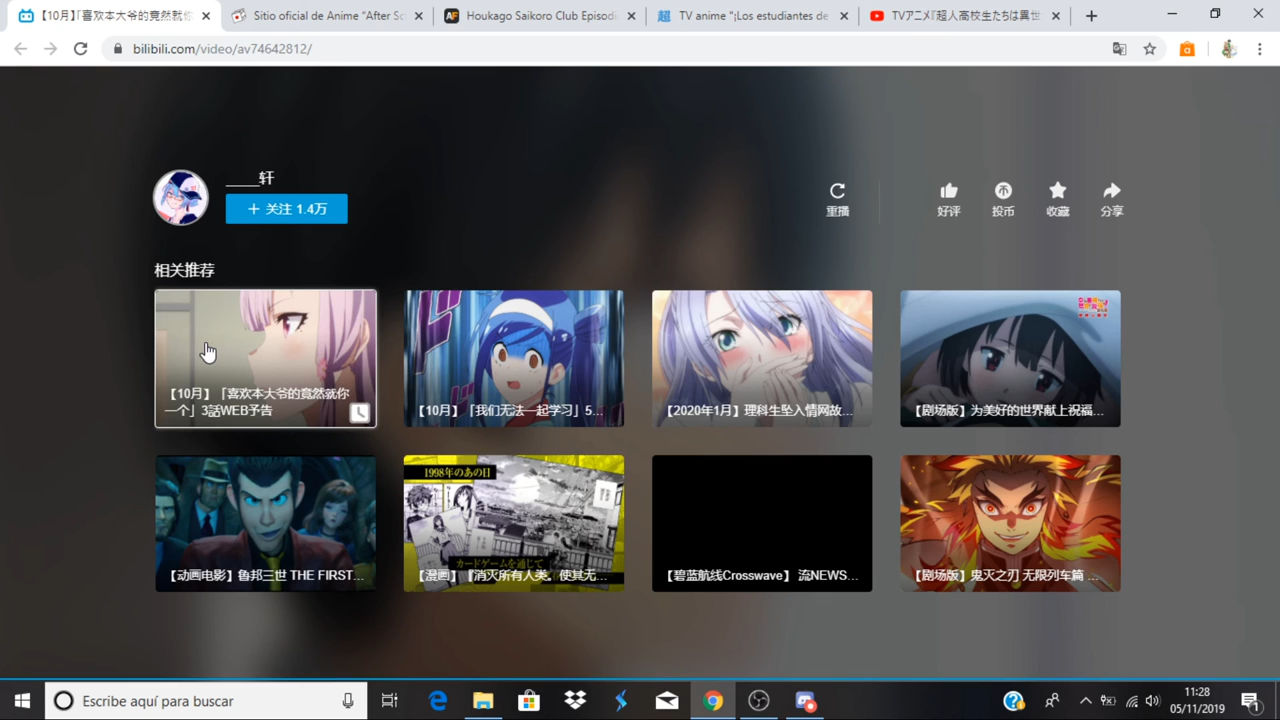 【10月】「喜欢本大爷的竟然就你
Sitio oficial de Anime "After Sc
Houkago Saikoro Club Episodi
TV anime "¡Los estudiantes de
TVアニメ『超人高校生たちは異世
bilibili.com/video/av74642812/
____轩
+ 关注 1.4万
重播
好评
投币
收藏
分享
相关推荐
【10月】「喜欢本大爷的竟然就你
一个」3話WEB予告
【10月】「我们无法一起学习」5...
【2020年1月】理科生坠入情网故...
【剧场版】为美好的世界献上祝福...
1998年のあの日
カードゲームを通じて
【动画电影】鲁邦三世 THE FIRST...
【漫画】『消灭所有人类。使其无...
【碧蓝航线Crosswave】 流NEWS...
【剧场版】鬼灭之刃 无限列车篇 ...
Escribe aquí para buscar
11:28
05/11/2019
1